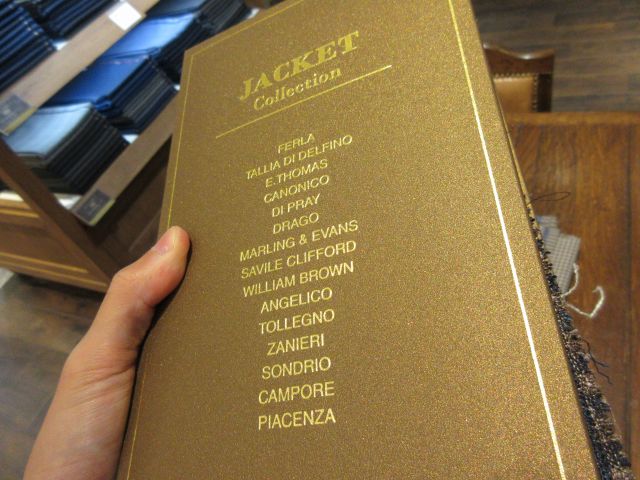 JACKET
Collection
FERLA
TALLIA DI DELFINO
E.THOMAS
CANONICO
DI PRAY
DRAGO
MARLING & EVANS
SAVILE CLIFFORD
WILLIAM BROWN
ANGELICO
TOLLEGNO
ZANIERI
SONDRIO
CAMPORE
PIACENZA